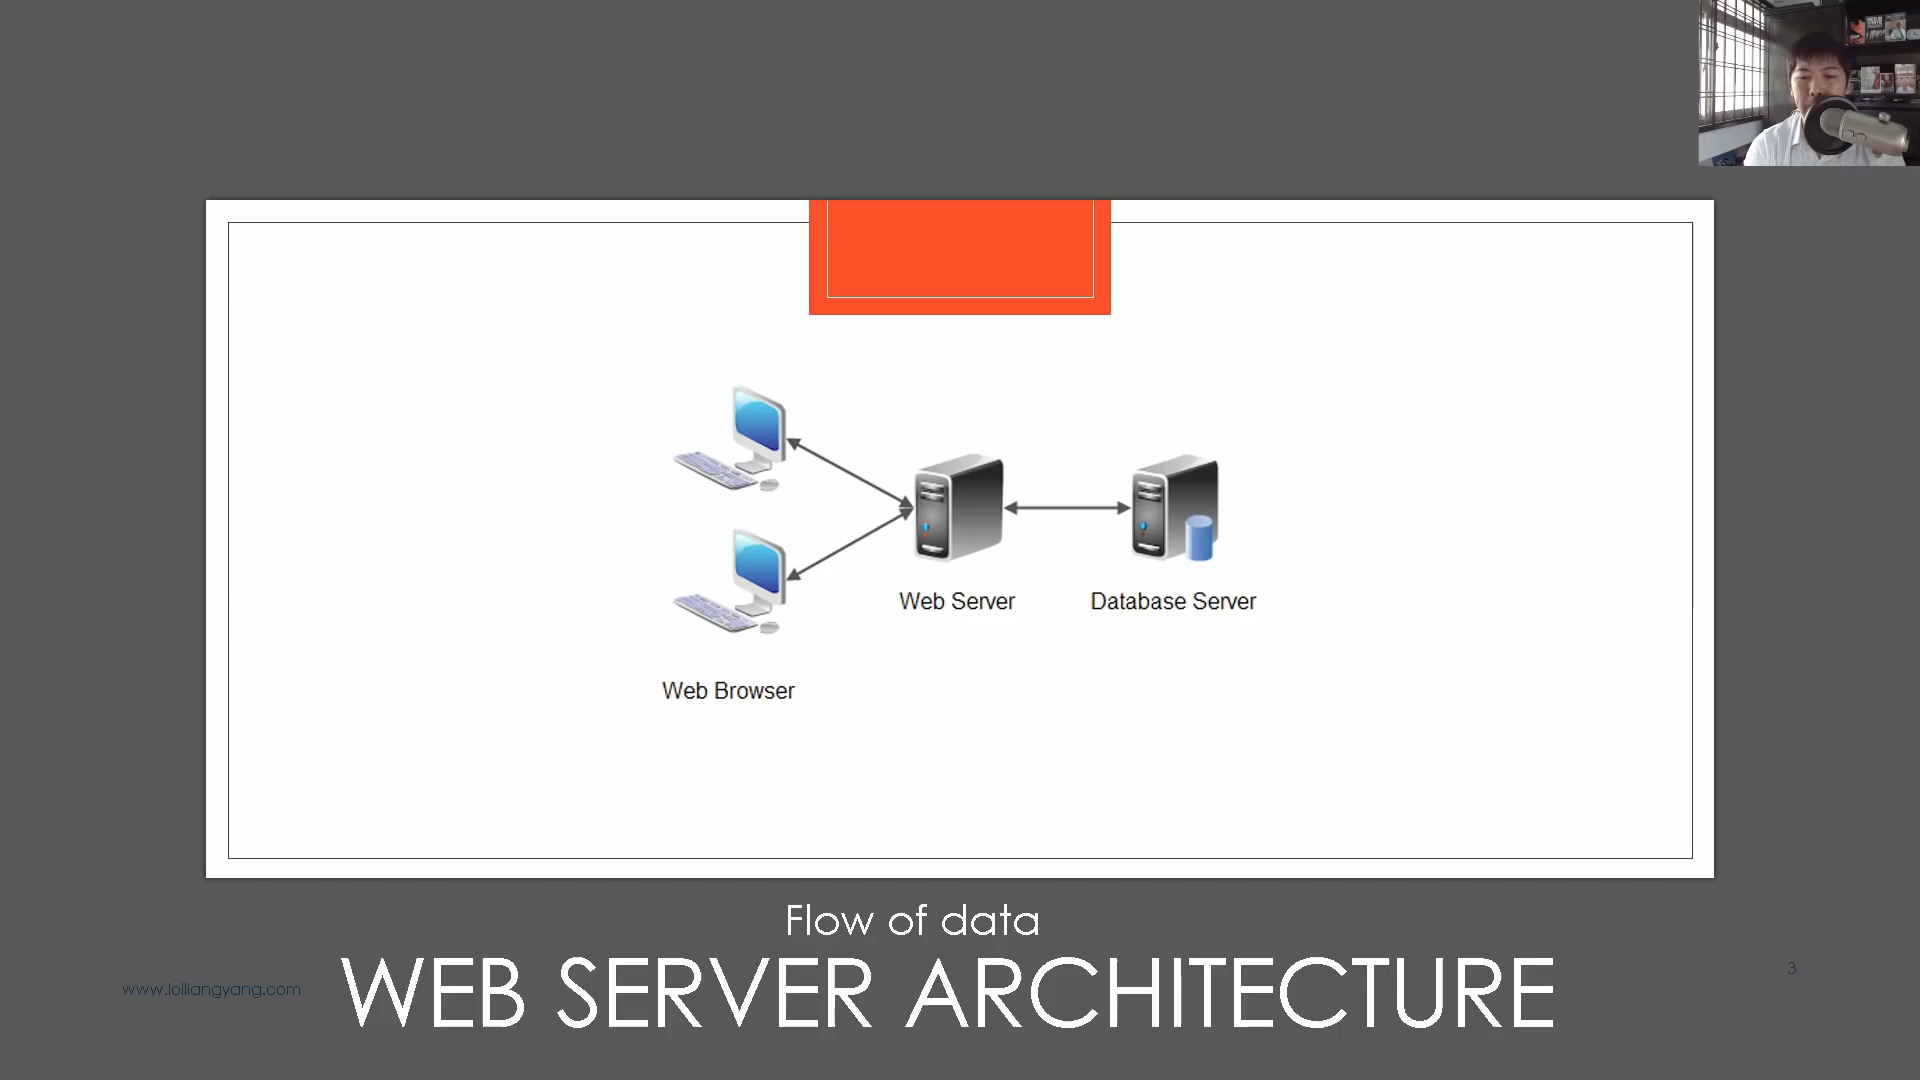 Web Server
Database Server
Web Browser
Flow of data
WEB SERVER ARCHITECTURE
www.loiliangyang.com
3